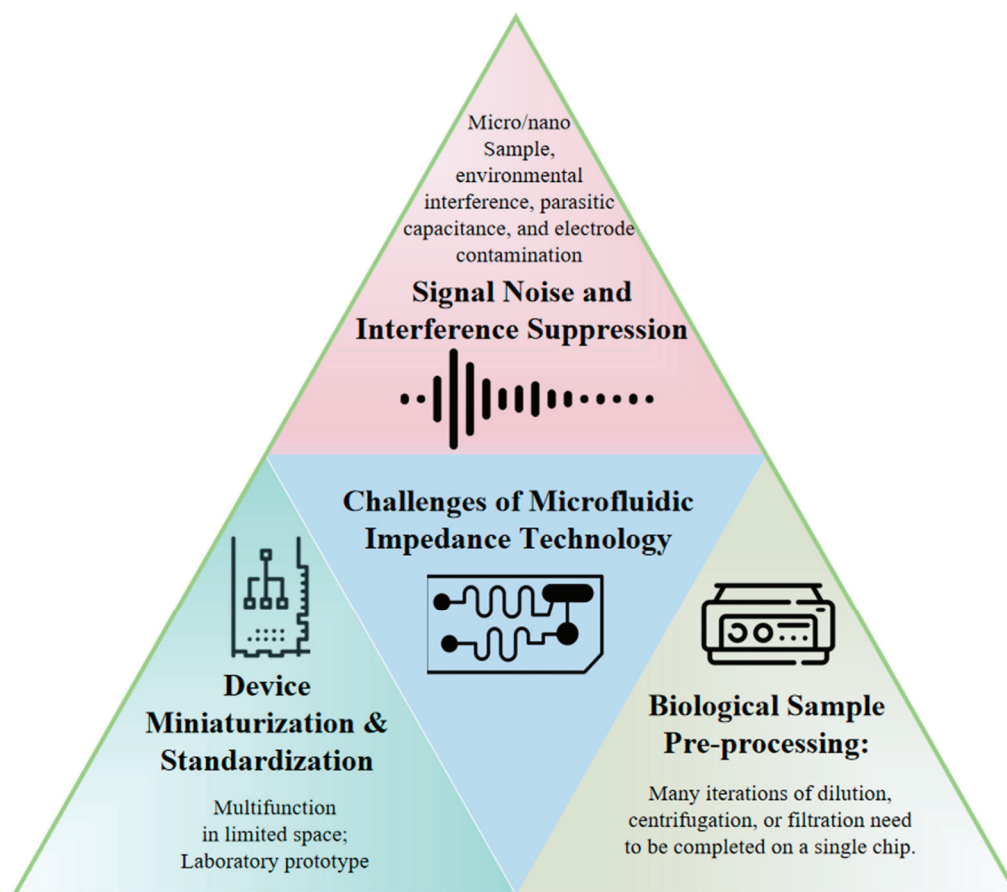 Micro/nano
Sample,
environmental
interference, parasitic
capacitance, and electrode
contamination
Signal Noise and
Interference Suppression
Challenges of Microfluidic
Impedance Technology
Device
Miniaturization &
Standardization
Multifunction
in limited space;
Laboratory prototype
Biological Sample
Pre-processing:
Many iterations of dilution,
centrifugation, or filtration need
to be completed on a single chip.